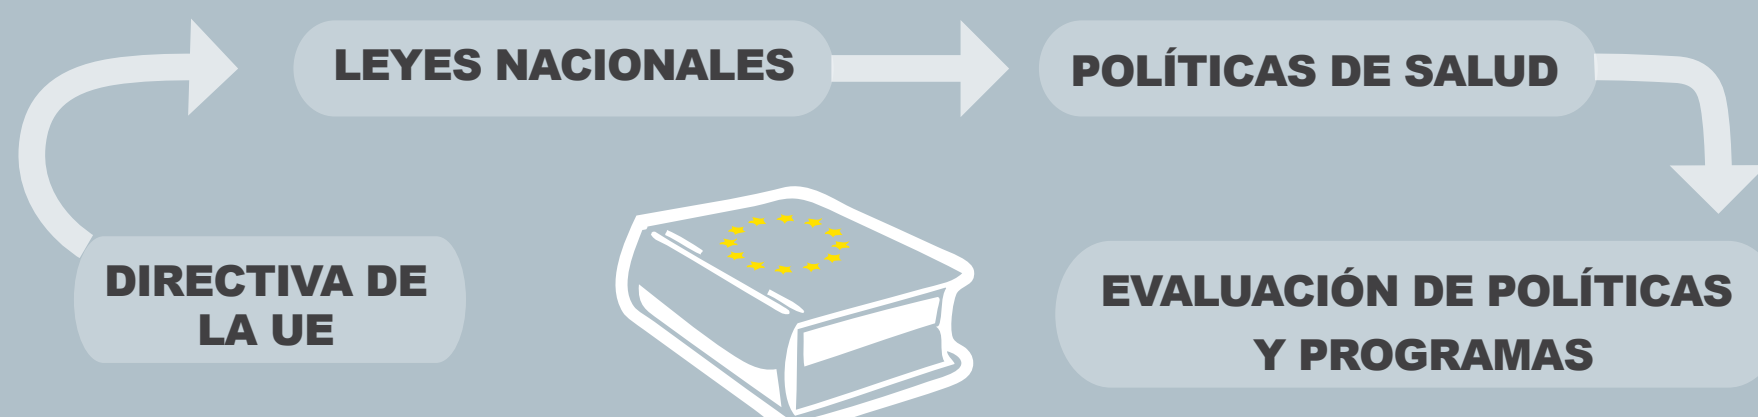 LEYES NACIONALES
POLÍTICAS DE SALUD
DIRECTIVA DE
LA UE
EVALUACIÓN DE POLÍTICAS
Y PROGRAMAS